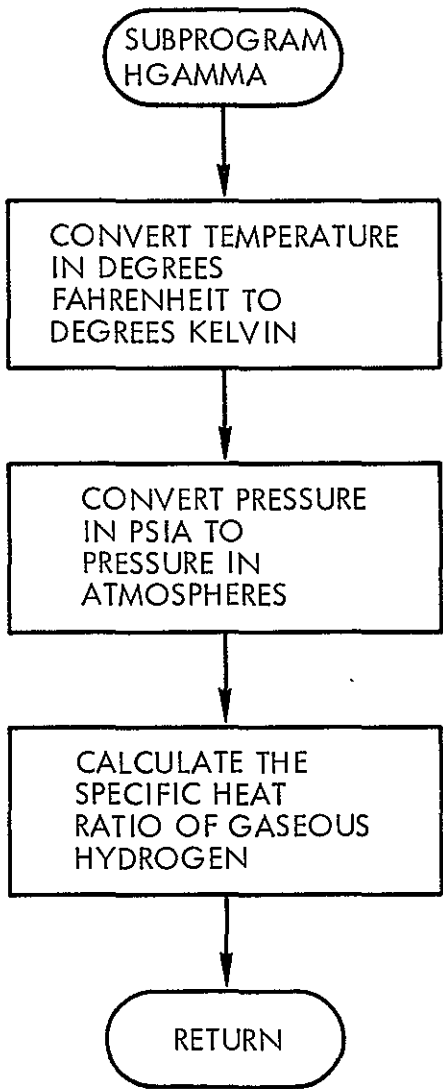 SUBPROGRAM
HGAMMA
CONVERT TEMPERATURE
IN DEGREES
FAHRENHEIT TO
DEGREES KELVIN
CONVERT PRESSURE
IN PSIA TO
PRESSURE IN
ATMOSPHERES
CALCULATE THE
SPECIFIC HEAT
RATIO OF GASEOUS
HYDROGEN
RETURN